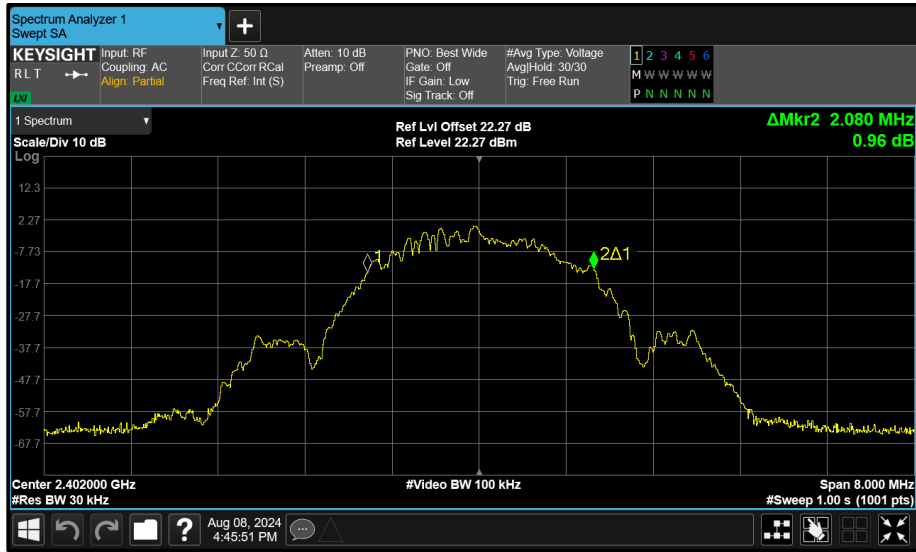 Spectrum Analyzer 1
Swept SA
KEYSIGHT
RLT
LXI
Input: RF
Coupling: AC
Align: Partial
Input Z: 50 Ω
Corr CCorr RCal
Freq Ref: Int (S)
Atten: 10 dB
Preamp: Off
PNO: Best Wide
Gate: Off
IF Gain: Low
Sig Track: Off
#Avg Type: Voltage
Avg|Hold: 30/30
Trig: Free Run
1 2 3 4 5 6
M W W W W W
P N N N N N
1 Spectrum
Scale/Div 10 dB
Ref Lvl Offset 22.27 dB
Ref Level 22.27 dBm
ΔMkr2 2.080 MHz
0.96 dB
Log
12.3
2.27
-7.73
-17.7
-27.7
-37.7
-47.7
-57.7
-67.7
1
2Δ1
Center 2.402000 GHz
#Res BW 30 kHz
#Video BW 100 kHz
Span 8.000 MHz
#Sweep 1.00 s (1001 pts)
?
Aug 08, 2024
4:45:51 PM